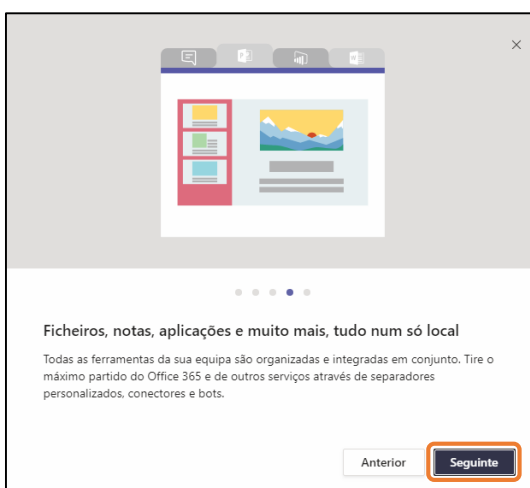 Ficheiros, notas, aplicações e muito mais, tudo num só local
Todas as ferramentas da sua equipa são organizadas e integradas em conjunto. Tire o
máximo partido do Office 365 e de outros serviços através de separadores
personalizados, conectores e bots.
Anterior
Seguinte